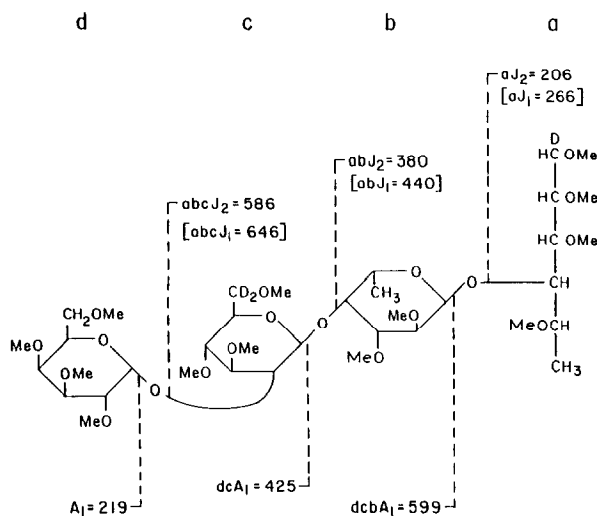 d c b a
aJ₂ = 206
[aJ₁ = 266]
D
HC OMe
abJ₂ = 380
[abJ₁ = 440]
HC OMe
abcJ₂ = 586
[abcJ₁ = 646]
HC OMe
CD₂OMe
O
O
CH
CH₃
O
O
CH₂OMe
O
MeO
MeOCH
MeO
OMe
MeO
MeO
CH₃
OMe
O
MeO
MeO
A₁ = 219
dcA₁ = 425
dcbA₁ = 599